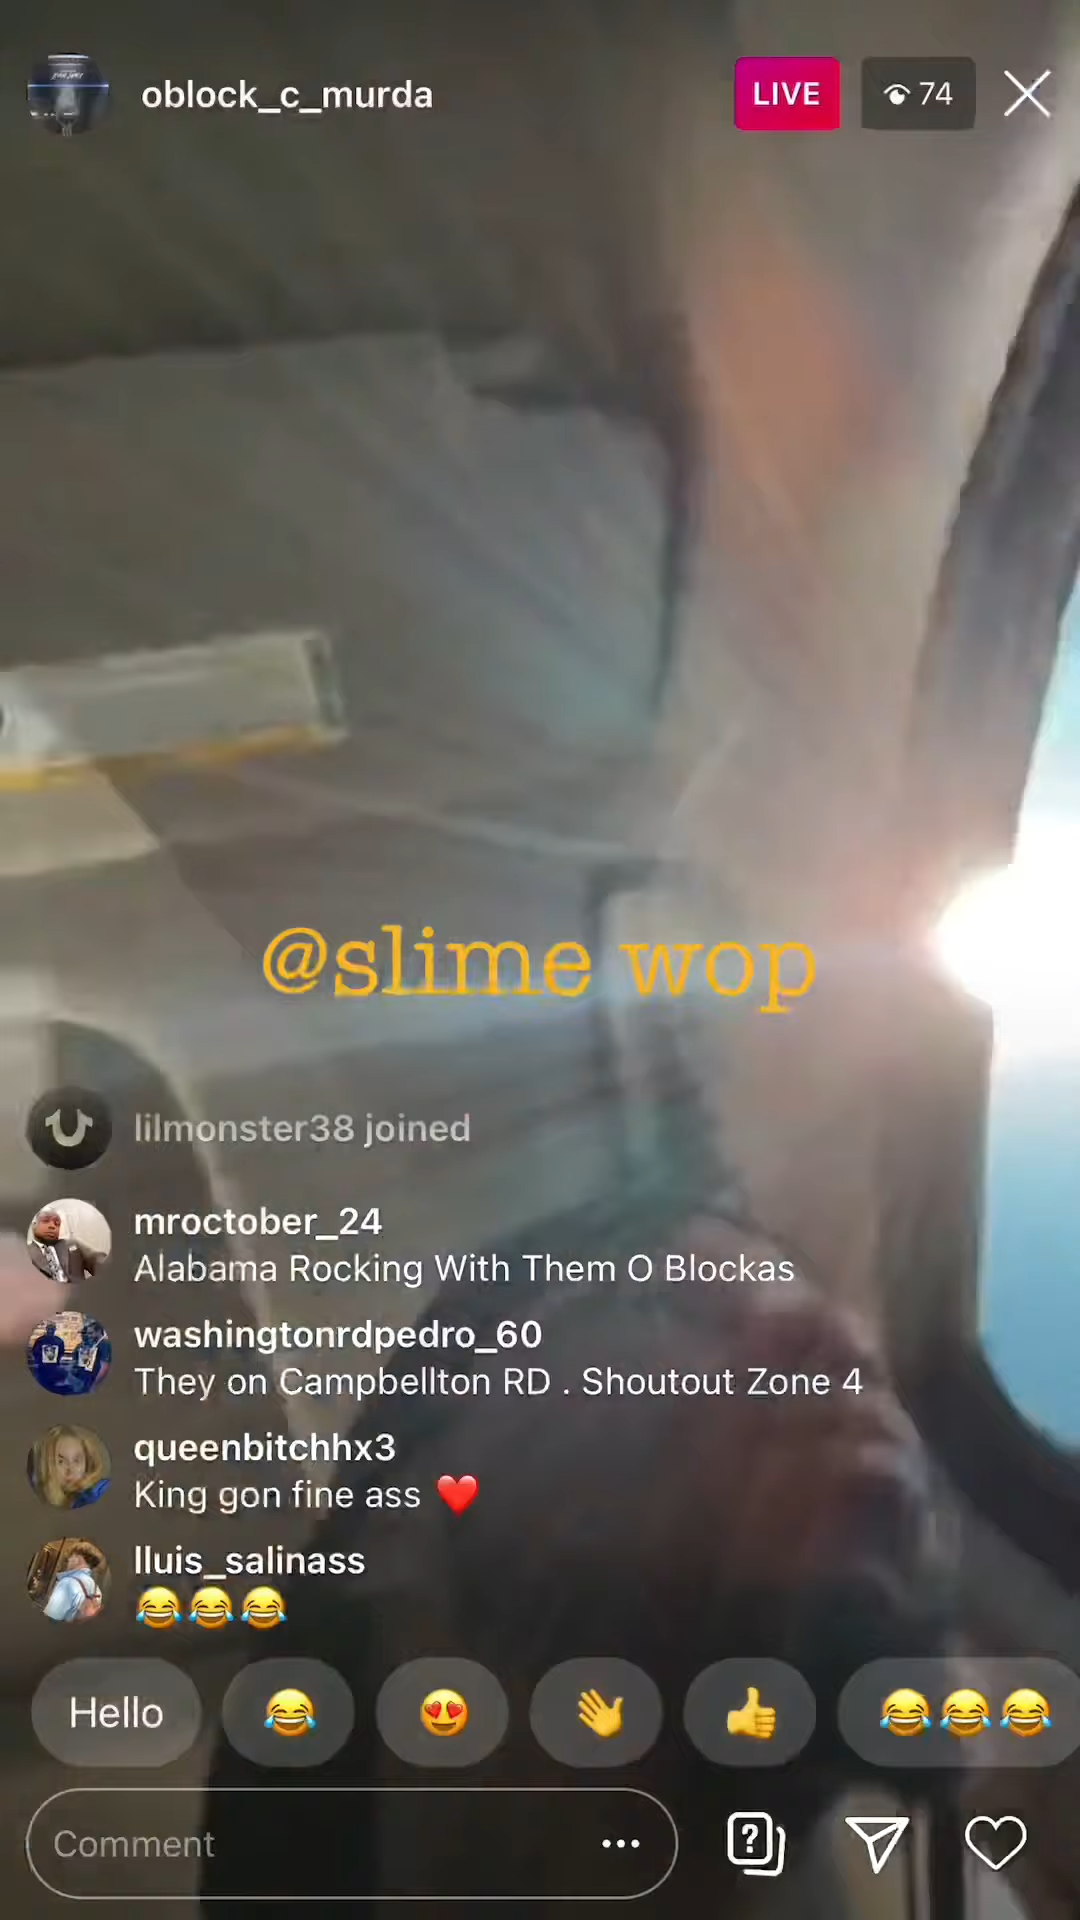 oblock_c_murda
LIVE
74
@slime wop
lilmonster38 joined
mroctober_24
Alabama Rocking With Them O Blockas
washingtonrdpedro_60
They on Campbellton RD . Shoutout Zone 4
queenbitchhx3
King gon fine ass ❤️
lluis_salinass
😂😂😂
Hello 😂 😍 👋 👍 😂😂😂
Comment